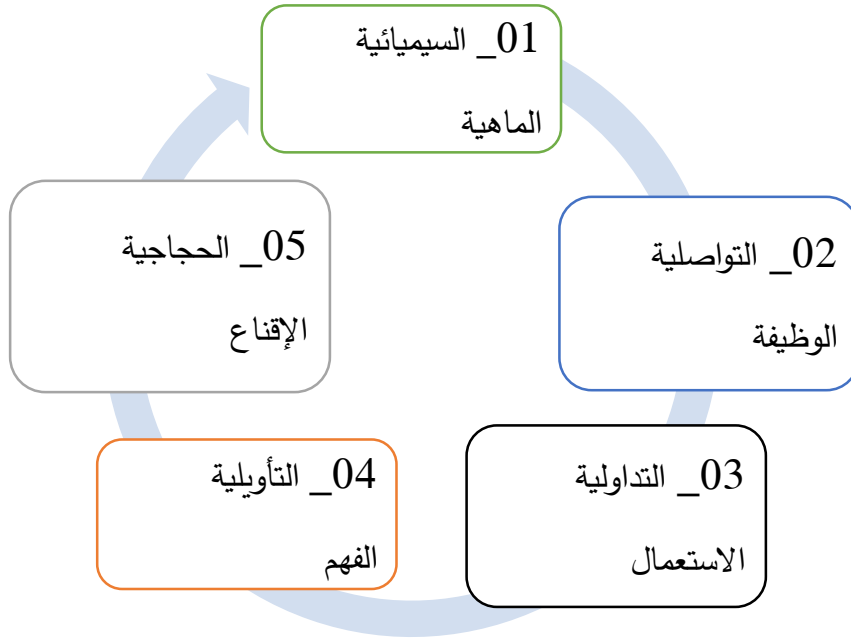 01_ السيميائية
الماهية
02_ التواصلية
الوظيفة
03_ التداولية
الاستعمال
04_ التأويلية
الفهم
05_ الحجاجية
الإقناع